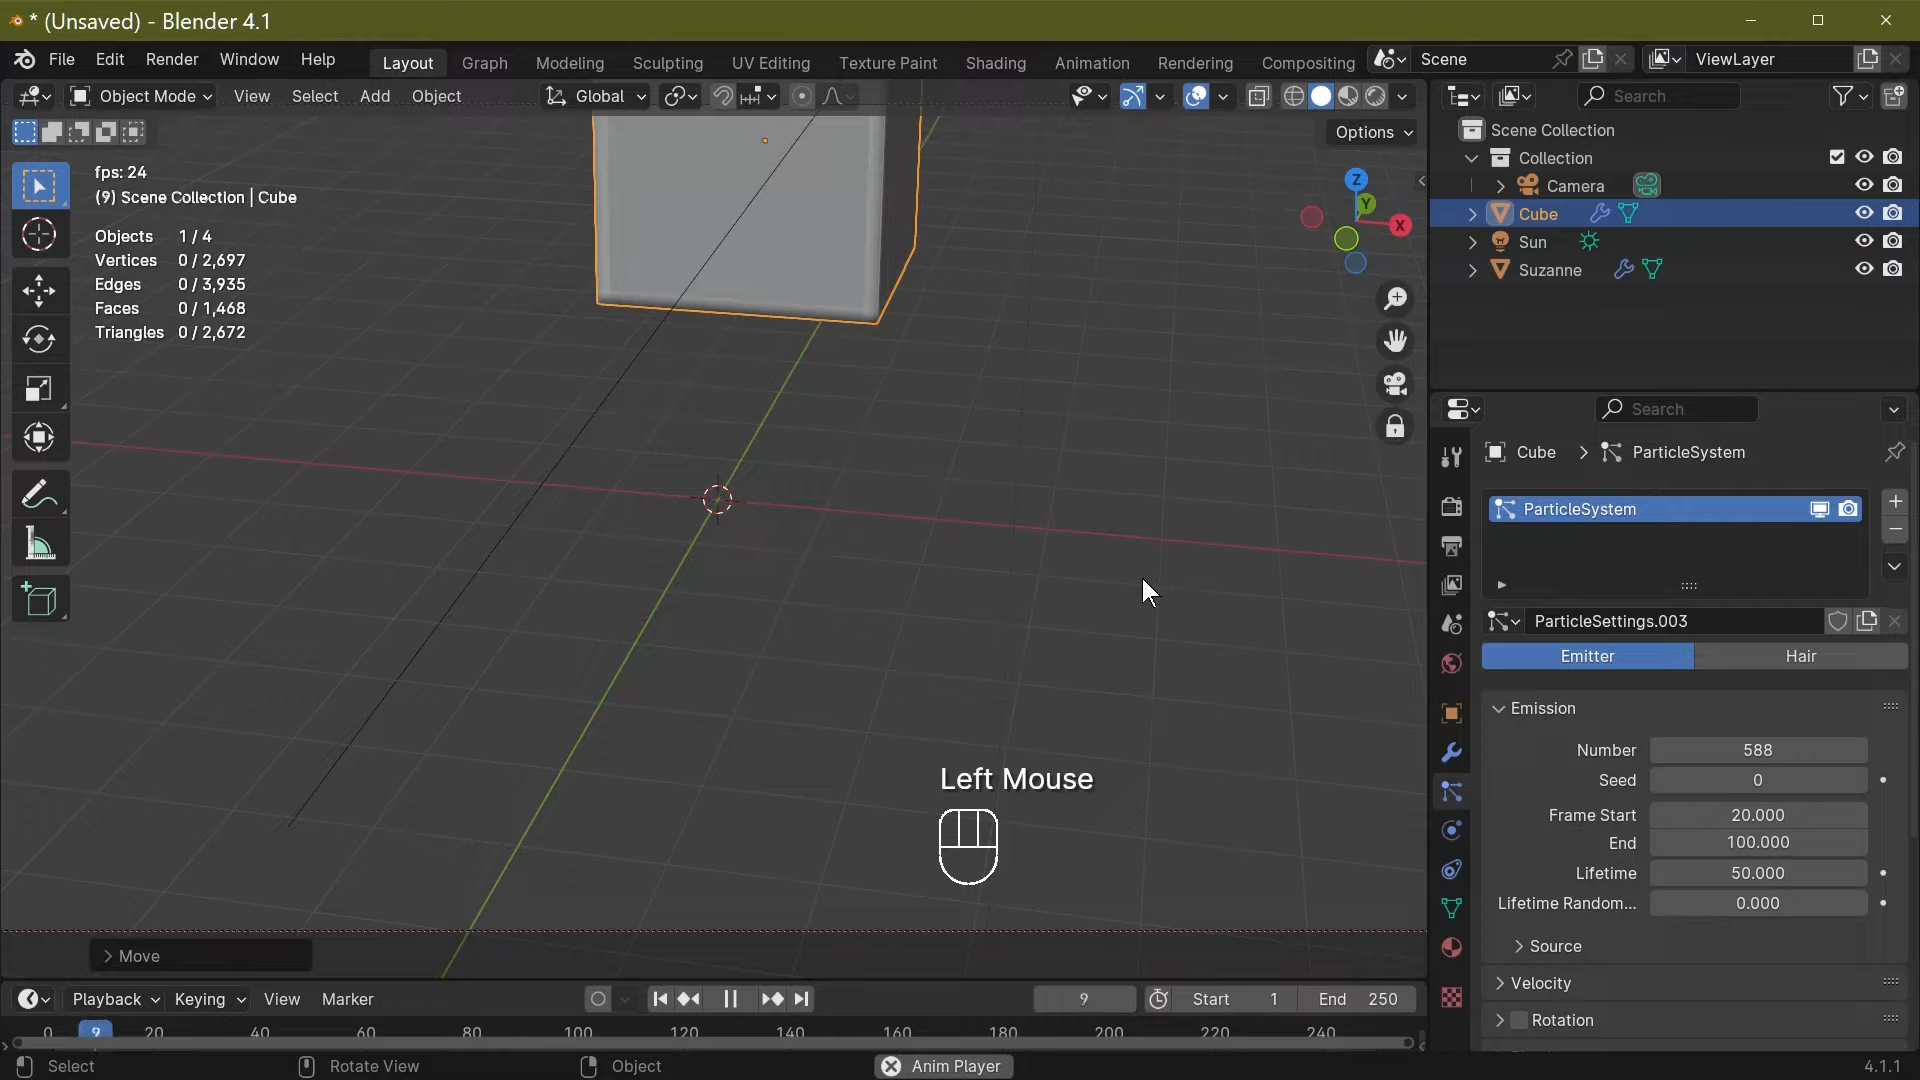 * (Unsaved) - Blender 4.1
File Edit Render Window Help Layout Graph Modeling Sculpting UV Editing Texture Paint Shading Animation Rendering Compositing Scene ViewLayer
Object Mode View Select Add Object Global Search
Options
fps: 24
(9) Scene Collection | Cube
Objects 1 / 4
Vertices 0 / 2,697
Edges 0 / 3,935
Faces 0 / 1,468
Triangles 0 / 2,672
Z
Y
X
Scene Collection
Collection
Camera
Cube
Sun
Suzanne
Search
Cube > ParticleSystem
ParticleSystem
ParticleSettings.003
Emitter Hair
Emission
Number 588
Seed 0
Frame Start 20.000
End 100.000
Lifetime 50.000
Lifetime Random... 0.000
Source
Velocity
Rotation
Left Mouse
Move
Playback Keying View Marker 9 Start 1 End 250
0 9 20 40 60 80 100 120 140 160 180 200 220 240
Select Rotate View Object Anim Player 4.1.1